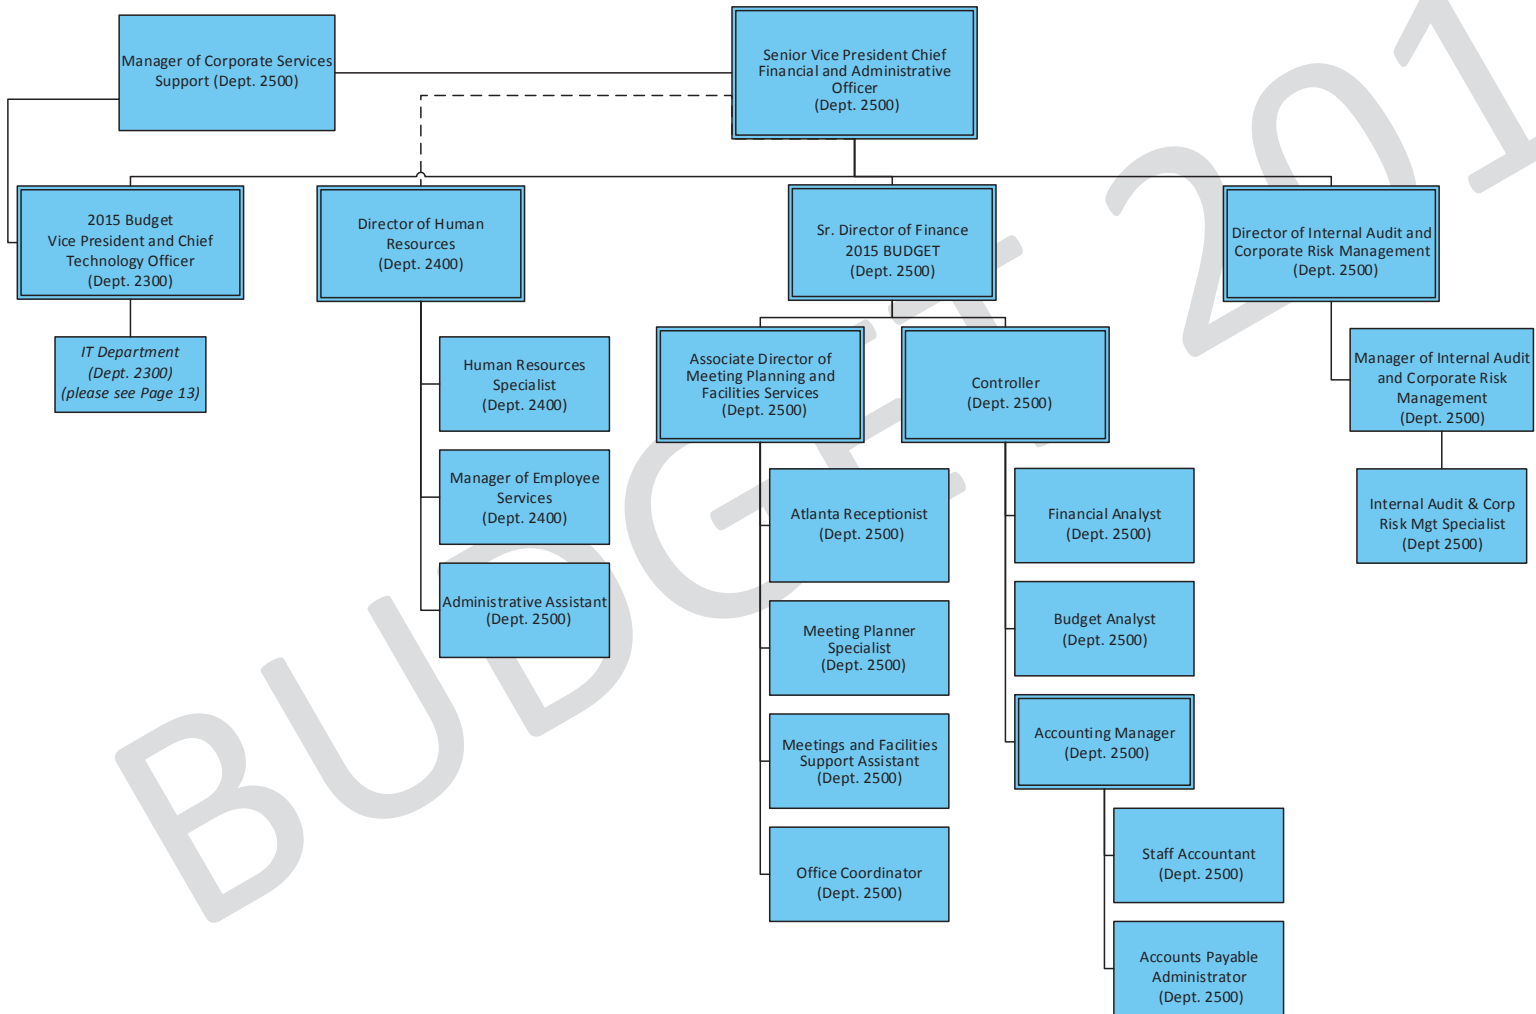 Manager of Corporate Services
Support (Dept. 2500)
Senior Vice President Chief
Financial and Administrative
Officer
(Dept. 2500)
2015 Budget
Vice President and Chief
Technology Officer
(Dept. 2300)
Director of Human
Resources
(Dept. 2400)
Sr. Director of Finance
2015 BUDGET
(Dept. 2500)
Director of Internal Audit and
Corporate Risk Management
(Dept. 2500)
IT Department
(Dept. 2300)
(please see Page 13)
Human Resources
Specialist
(Dept. 2400)
Manager of Employee
Services
(Dept. 2400)
Administrative Assistant
(Dept. 2500)
Associate Director of
Meeting Planning and
Facilities Services
(Dept. 2500)
Atlanta Receptionist
(Dept. 2500)
Meeting Planner
Specialist
(Dept. 2500)
Meetings and Facilities
Support Assistant
(Dept. 2500)
Office Coordinator
(Dept. 2500)
Controller
(Dept. 2500)
Financial Analyst
(Dept. 2500)
Budget Analyst
(Dept. 2500)
Accounting Manager
(Dept. 2500)
Staff Accountant
(Dept. 2500)
Accounts Payable
Administrator
(Dept. 2500)
Manager of Internal Audit
and Corporate Risk
Management
(Dept. 2500)
Internal Audit & Corp
Risk Mgt Specialist
(Dept 2500)
BUDGET 201